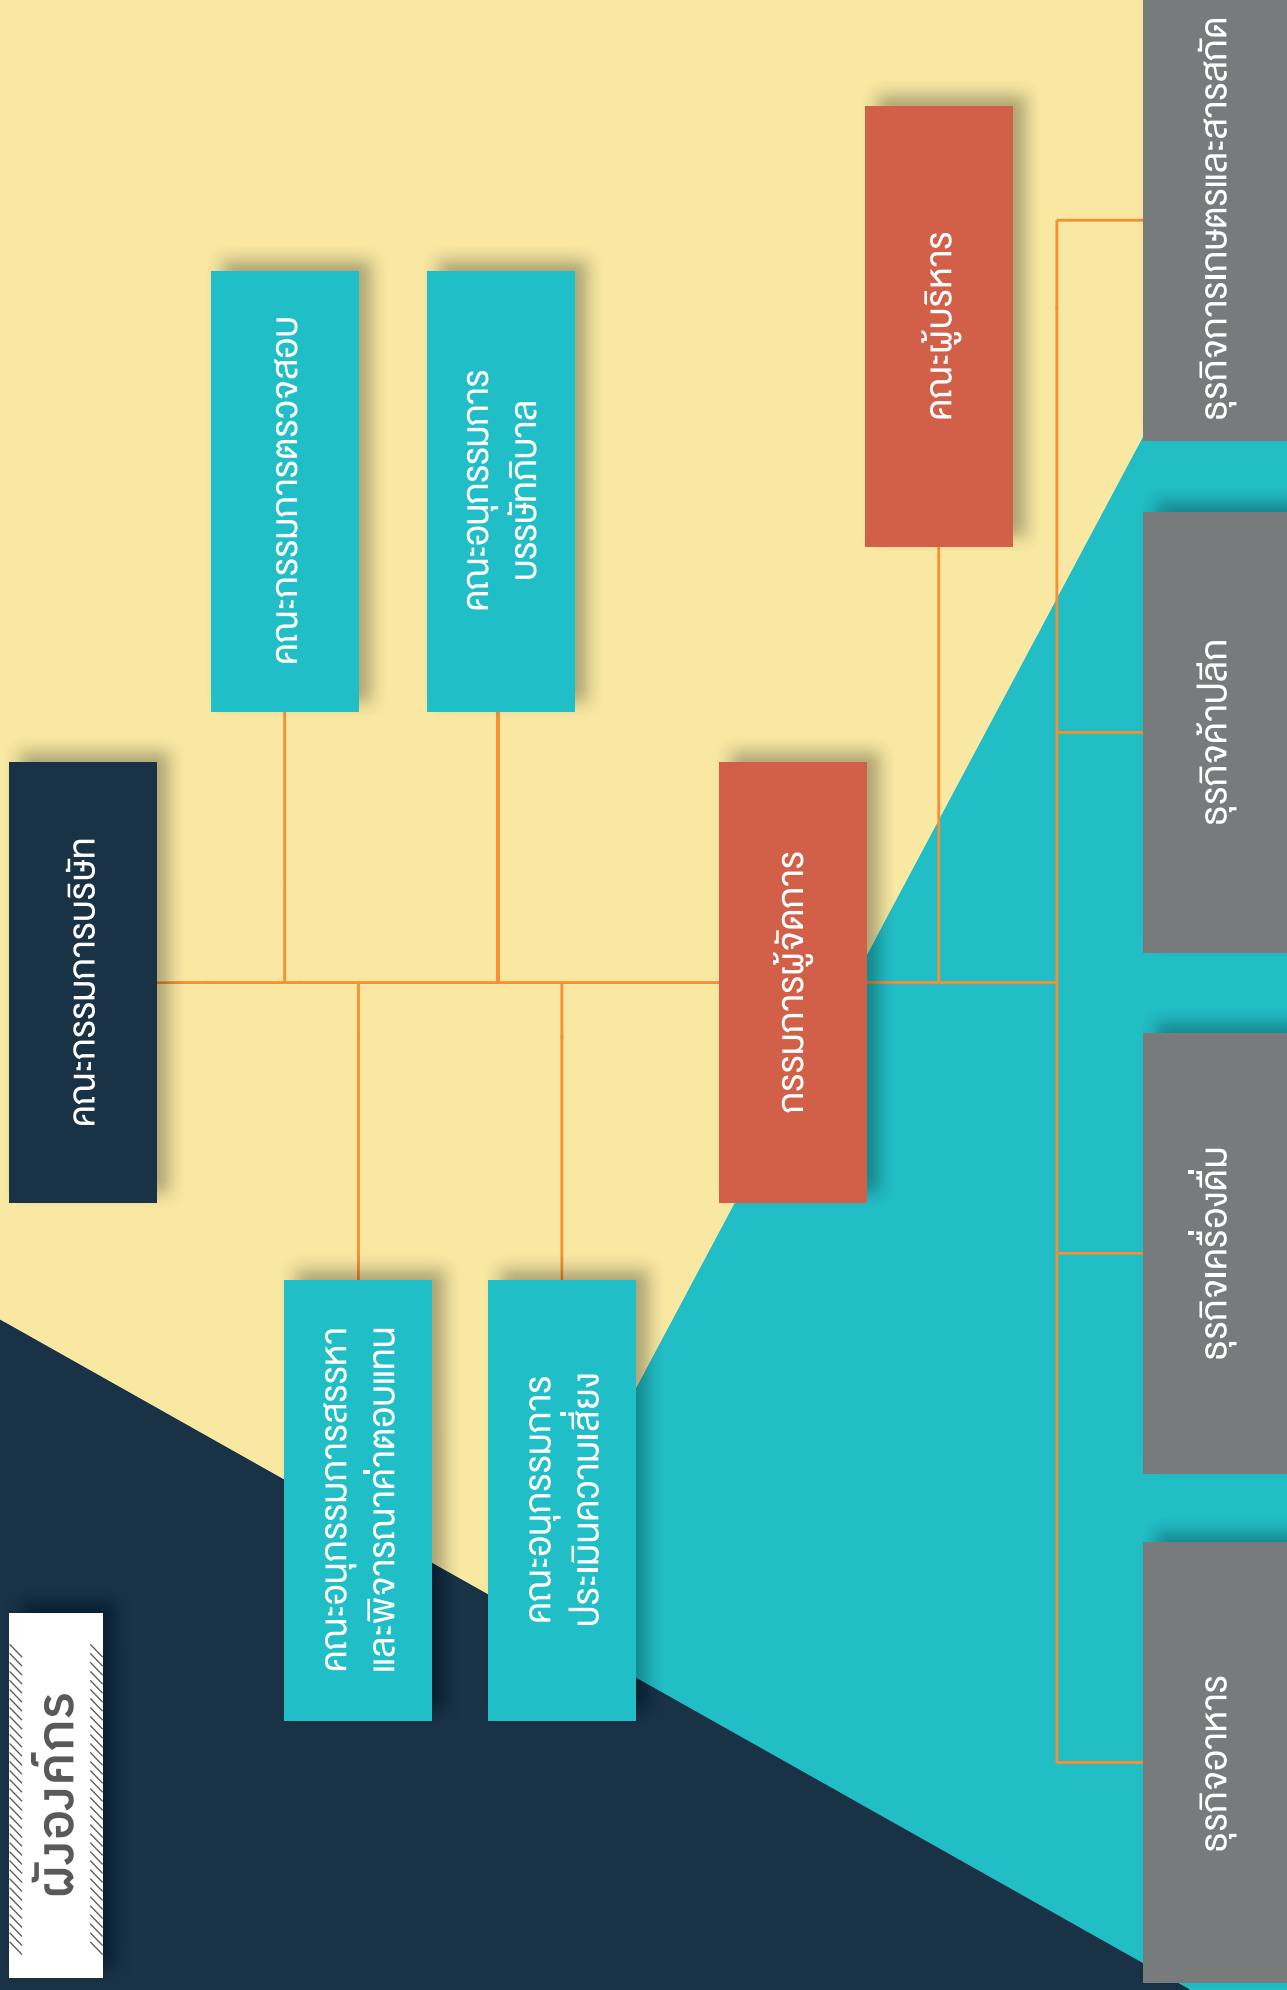 ผังองค์กร
คณะกรรมการบริษัท
คณะกรรมการตรวจสอบ
คณะอนุกรรมการสรรหา
และพิจารณาค่าตอบแทน
คณะอนุกรรมการ
บรรษัทภิบาล
คณะอนุกรรมการ
ประเมินความเสี่ยง
กรรมการผู้จัดการ
คณะผู้บริหาร
ธุรกิจอาหาร
ธุรกิจเครื่องดื่ม
ธุรกิจค้าปลีก
ธุรกิจการเกษตรและสารสกัด